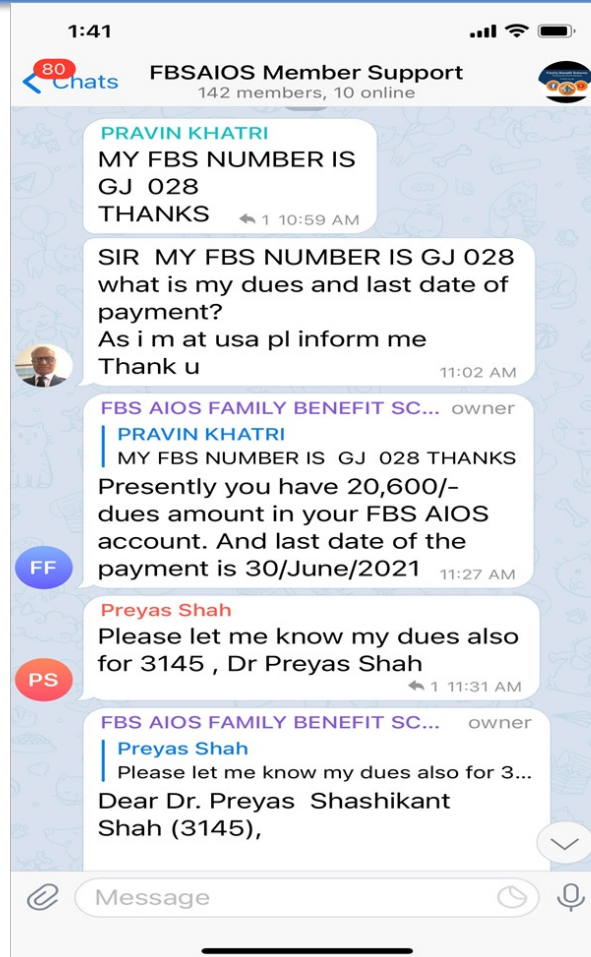 1:41
80
Chats
FBSAIOS Member Support
142 members, 10 online
PRAVIN KHATRI
MY FBS NUMBER IS
GJ 028
THANKS
1 10:59 AM
SIR MY FBS NUMBER IS GJ 028
what is my dues and last date of
payment?
As i m at usa pl inform me
Thank u
11:02 AM
FBS AIOS FAMILY BENEFIT SC... owner
PRAVIN KHATRI
MY FBS NUMBER IS GJ 028 THANKS
Presently you have 20,600/-
dues amount in your FBS AIOS
account. And last date of the
payment is 30/June/2021 11:27 AM
FF
Preyas Shah
Please let me know my dues also
for 3145 , Dr Preyas Shah
PS
1 11:31 AM
FBS AIOS FAMILY BENEFIT SC... owner
Preyas Shah
Please let me know my dues also for 3...
Dear Dr. Preyas Shashikant
Shah (3145),
Message